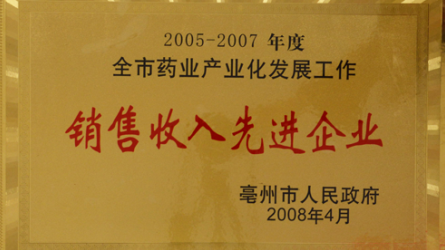 2005-2007 年度
全市药业产业化发展工作
销售收入先进企业
亳州市人民政府
2008年4月